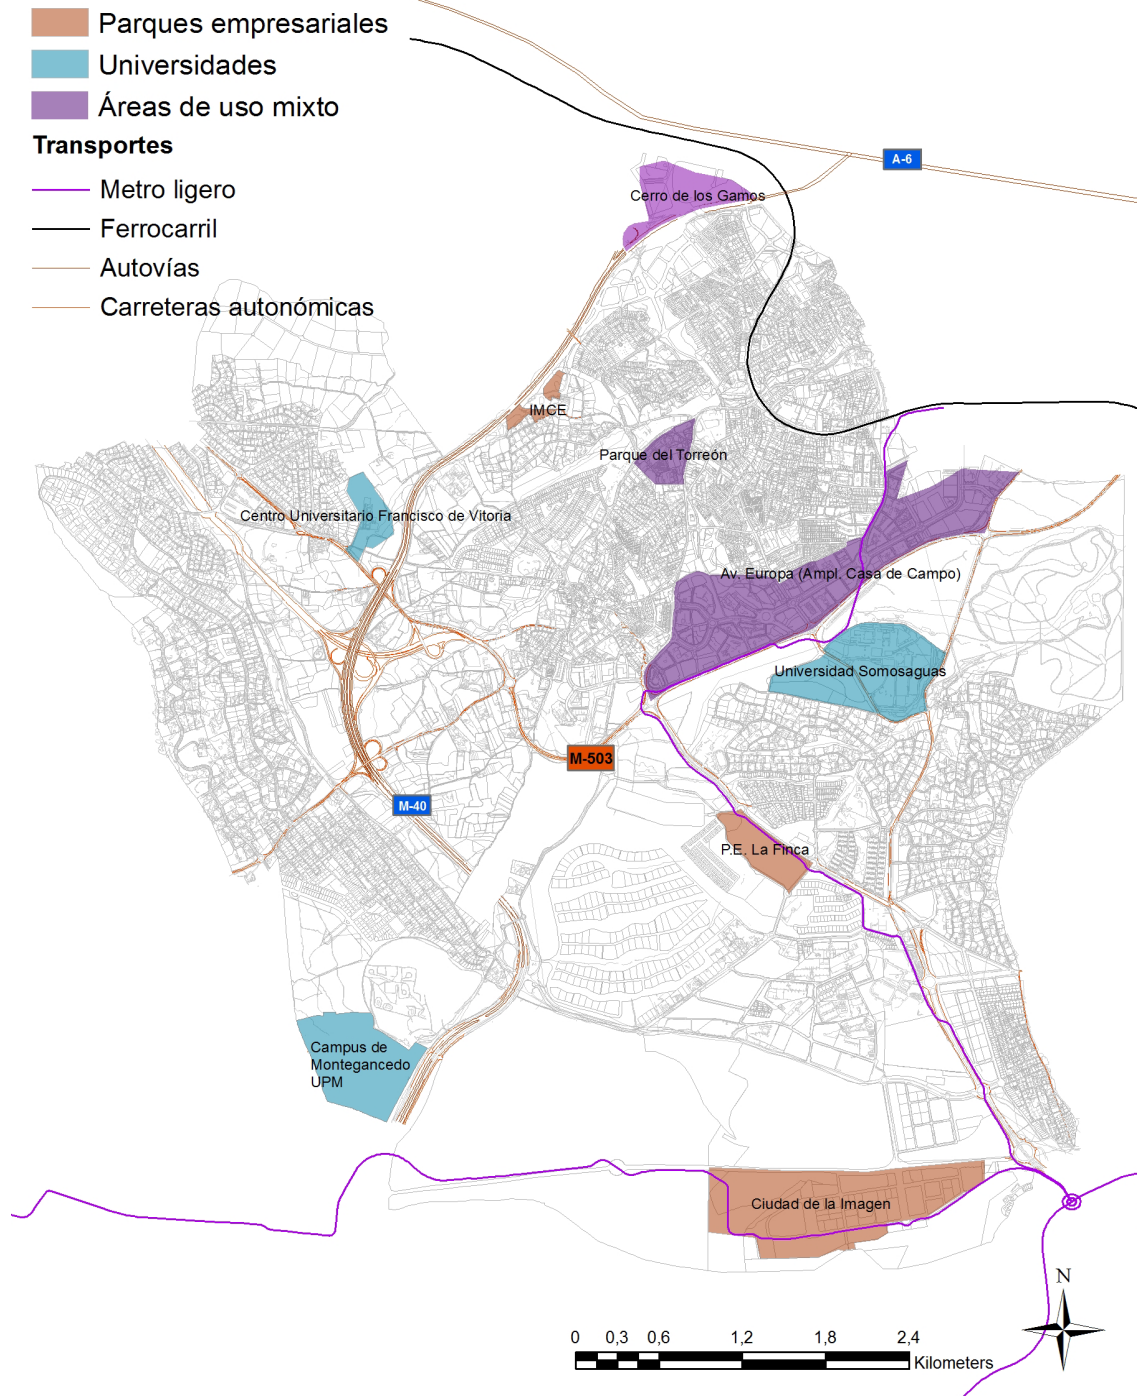 Parques empresariales
Universidades
Áreas de uso mixto
Transportes
Metro ligero
Ferrocarril
Autovías
Carreteras autonómicas
A-6
Cerro de los Gamos
IMCE
Parque del Torreón
Centro Universitario Francisco de Vitoria
Av. Europa (Ampl. Casa de Campo)
Universidad Somosaguas
M-503
M-40
P.E. La Finca
Campus de
Montegancedo
UPM
Ciudad de la Imagen
N
0 0,3 0,6 1,2 1,8 2,4
Kilometers